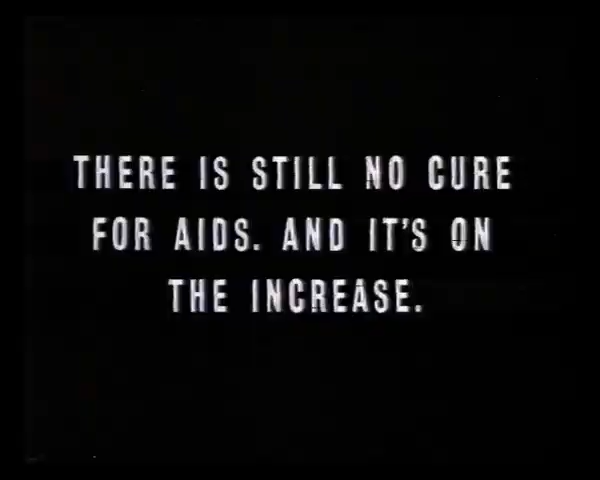 THERE IS STILL NO CURE
FOR AIDS. AND IT'S ON
THE INCREASE.